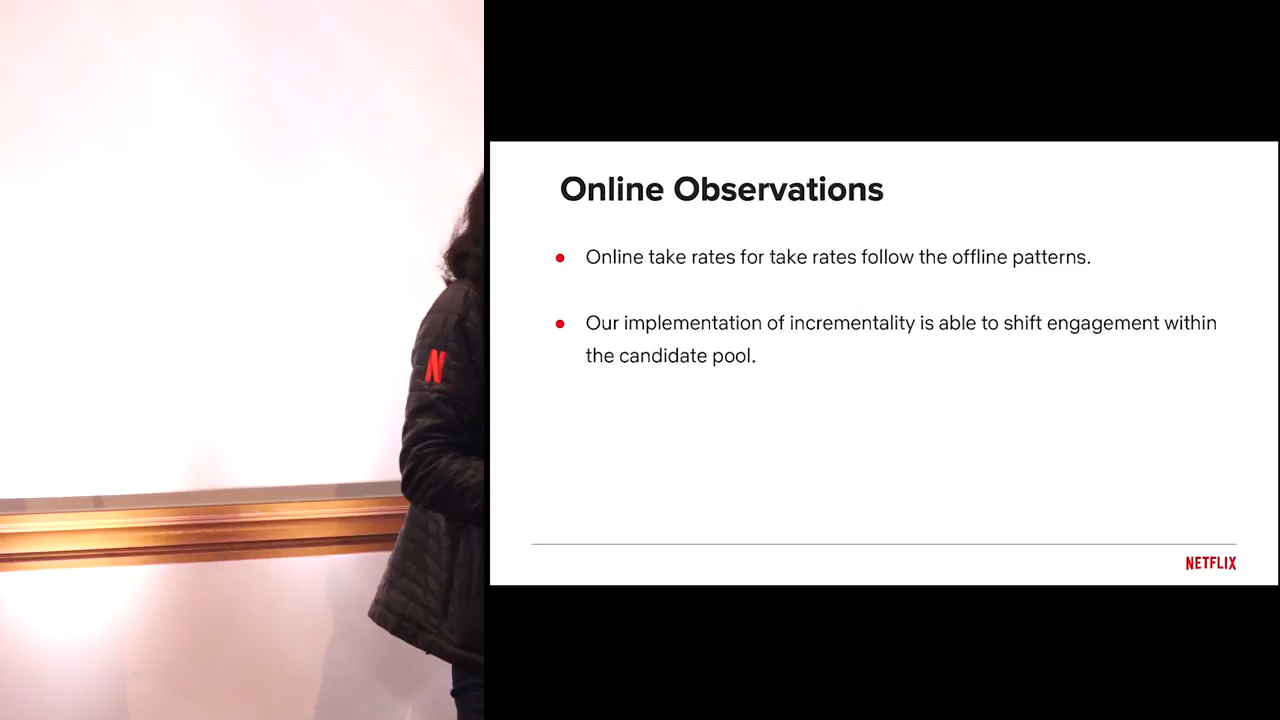 Online Observations
Online take rates for take rates follow the offline patterns.
Our implementation of incrementality is able to shift engagement within
the candidate pool.
N
NETFLIX